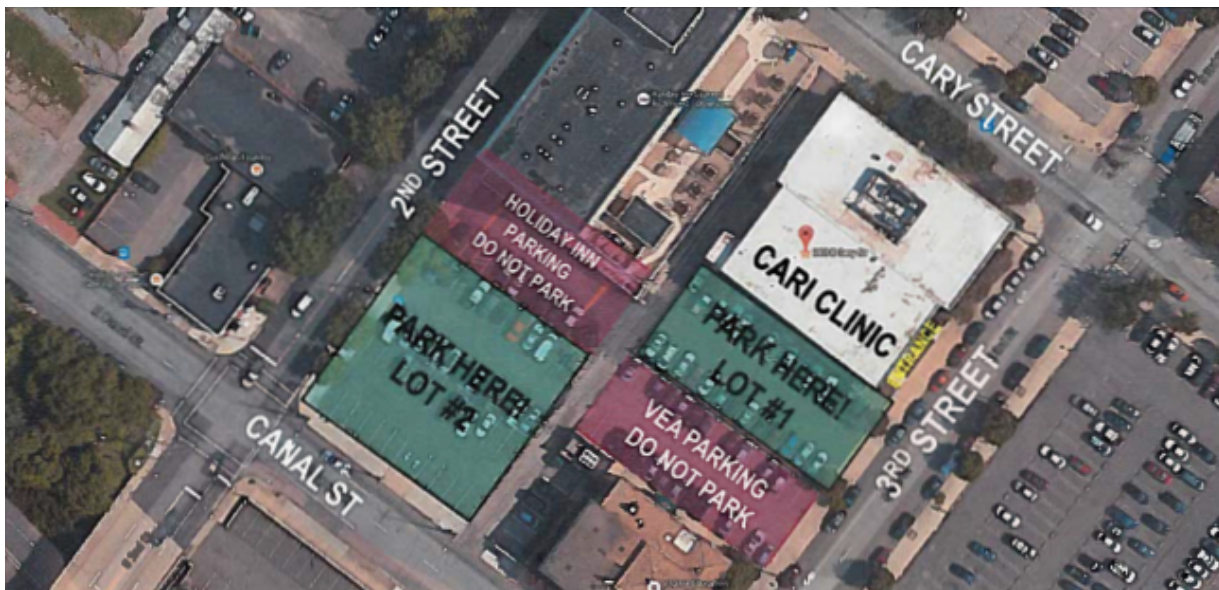 CARY STREET
2ND STREET
HOLIDAY INN
PARKING
DO NOT PARK
CARI CLINIC
PARK HERE!
LOT #2
PARK HERE!
LOT #1
VEA PARKING
DO NOT PARK
CANAL ST
3RD STREET